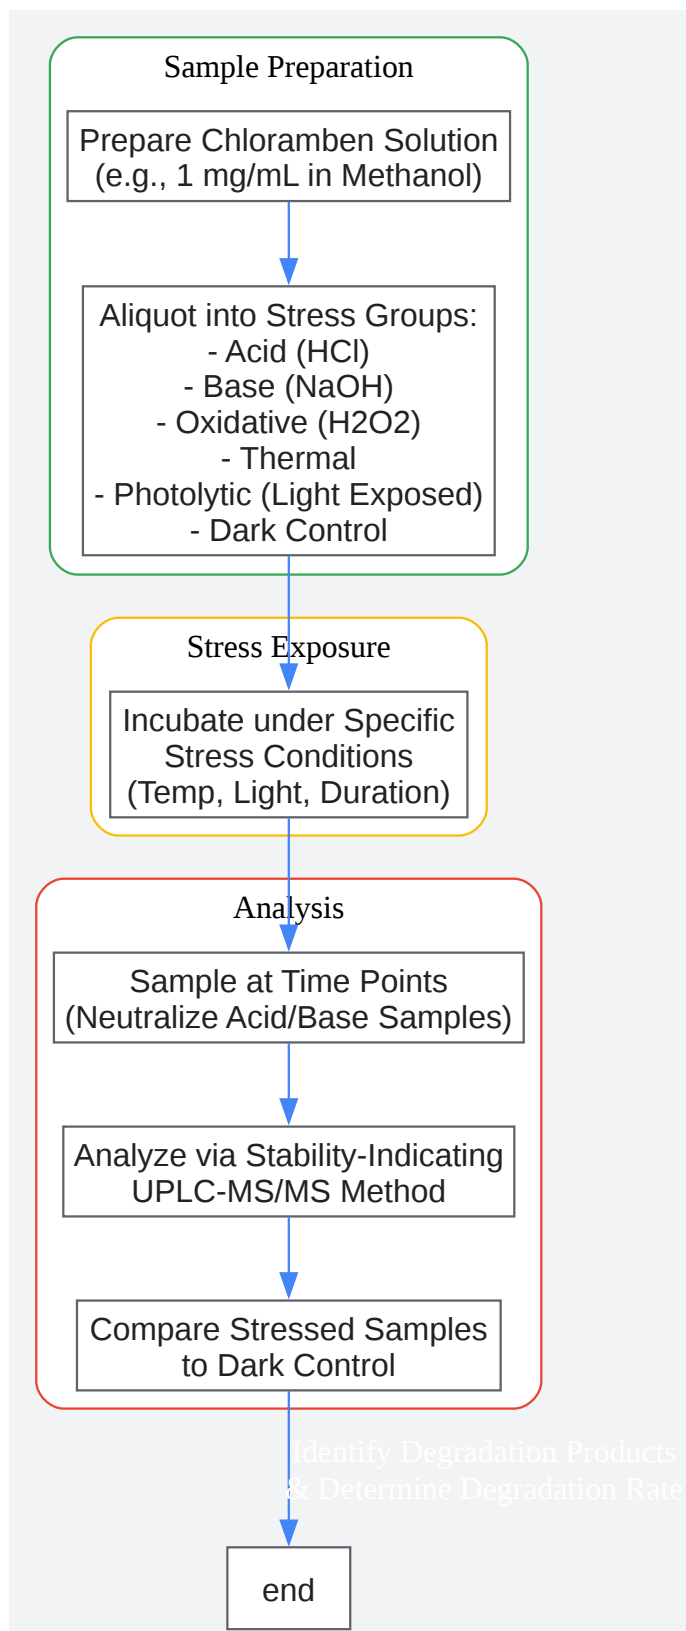 Sample Preparation
Prepare Chloramben Solution
(e.g., 1 mg/mL in Methanol)
Aliquot into Stress Groups:
- Acid (HCl)
- Base (NaOH)
- Oxidative (H2O2)
- Thermal
- Photolytic (Light Exposed)
- Dark Control
Stress Exposure
Incubate under Specific
Stress Conditions
(Temp, Light, Duration)
Analysis
Sample at Time Points
(Neutralize Acid/Base Samples)
Analyze via Stability-Indicating
UPLC-MS/MS Method
Compare Stressed Samples
to Dark Control
Identify Degradation Products
& Determine Degradation Rate
end